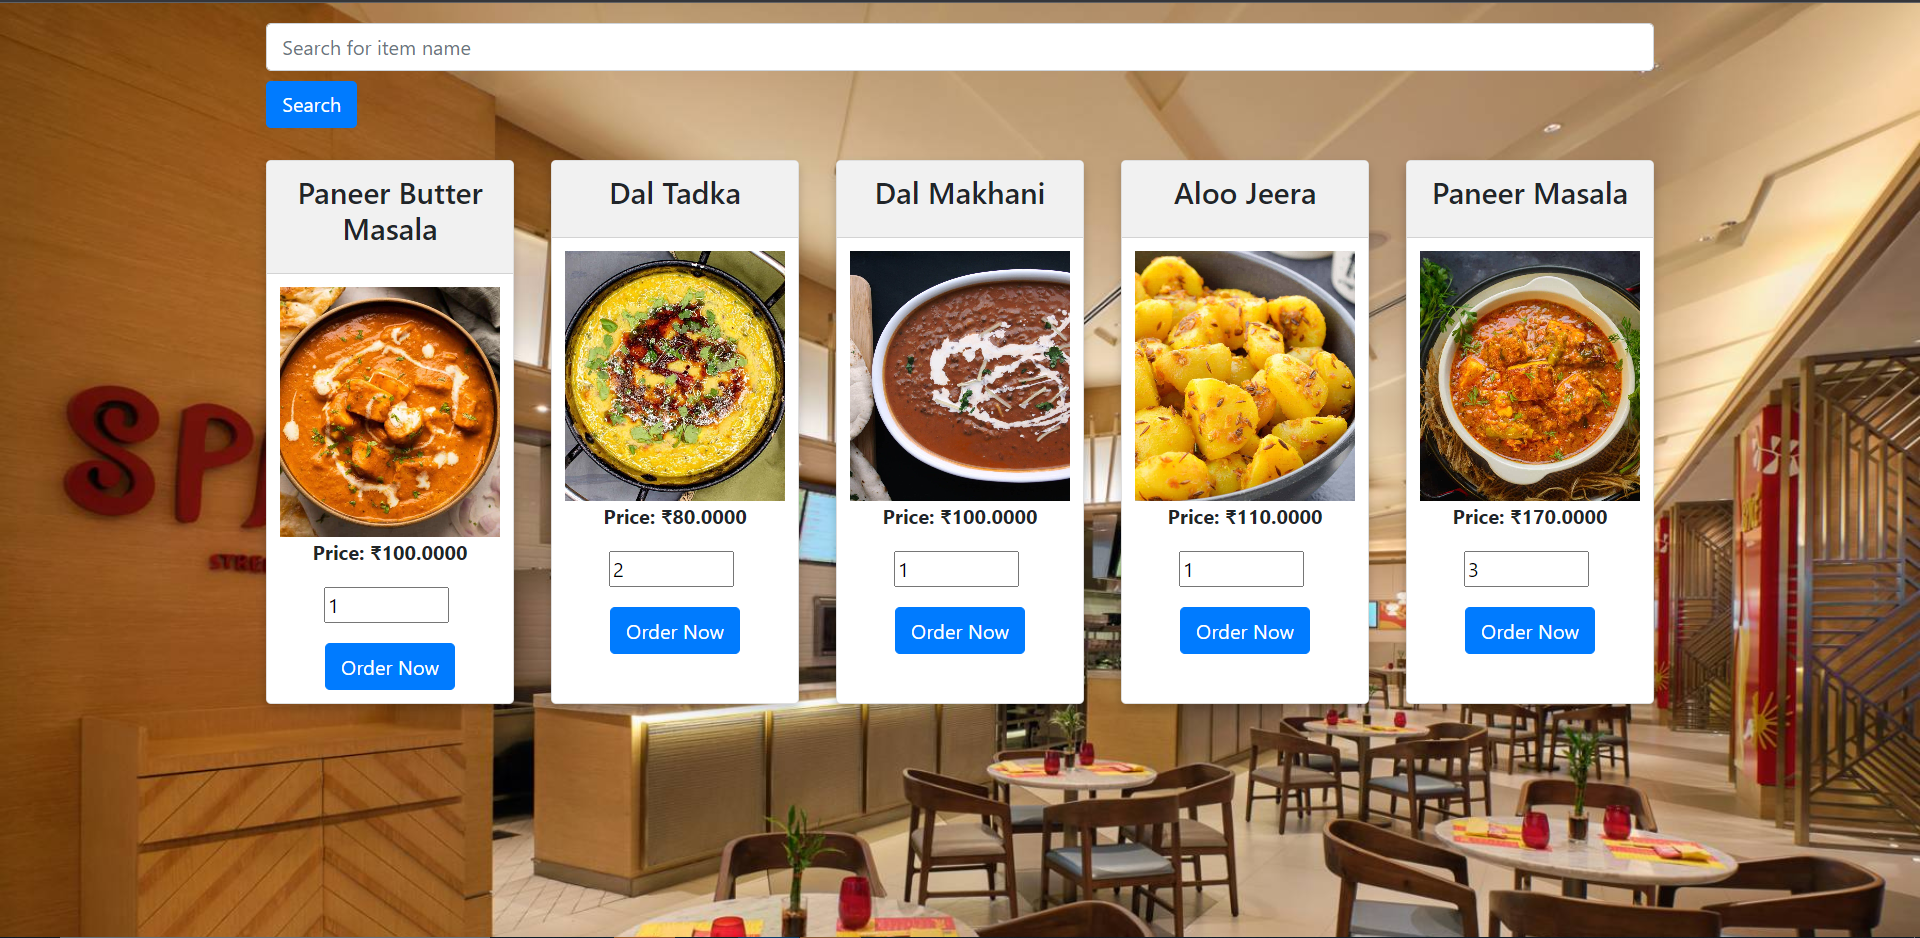 Search for item name
Search
Paneer Butter
Masala
Price: ₹100.0000
1
Order Now
Dal Tadka
Price: ₹80.0000
2
Order Now
Dal Makhani
Price: ₹100.0000
1
Order Now
Aloo Jeera
Price: ₹110.0000
1
Order Now
Paneer Masala
Price: ₹170.0000
3
Order Now
SP
STREE